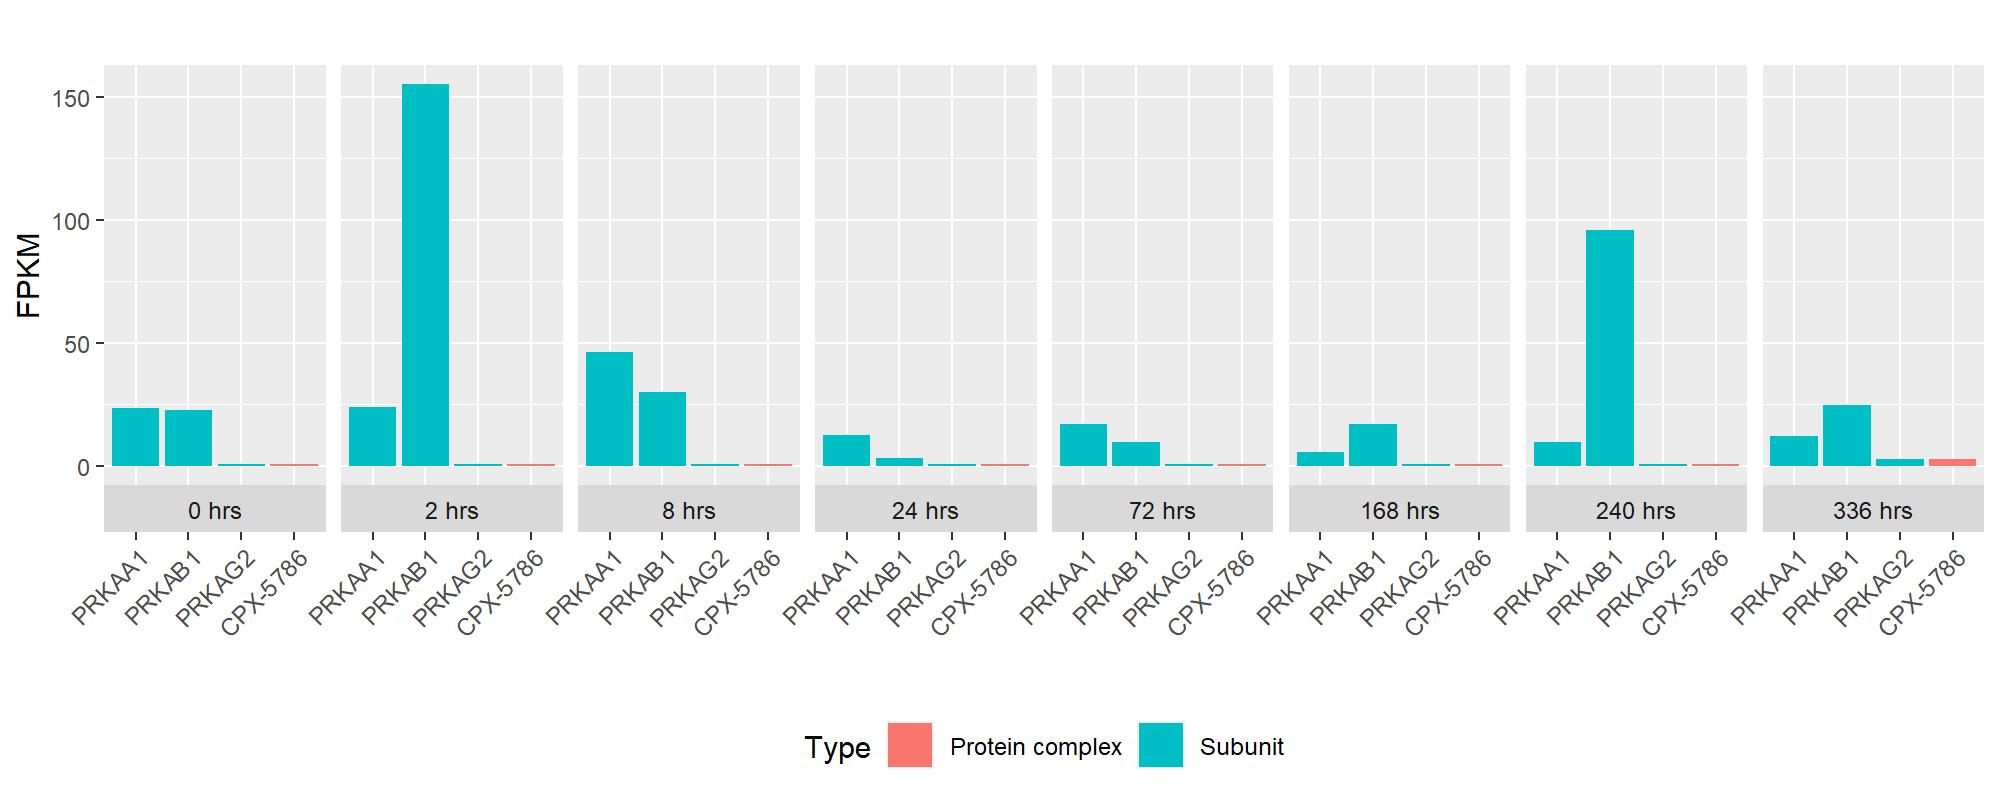 FPKM
150
100
50
0
0 hrs 2 hrs 8 hrs 24 hrs 72 hrs 168 hrs 240 hrs 336 hrs
PRKAA1 PRKAB1 PRKAG2 CPX-5786 PRKAA1 PRKAB1 PRKAG2 CPX-5786 PRKAA1 PRKAB1 PRKAG2 CPX-5786 PRKAA1 PRKAB1 PRKAG2 CPX-5786 PRKAA1 PRKAB1 PRKAG2 CPX-5786 PRKAA1 PRKAB1 PRKAG2 CPX-5786 PRKAA1 PRKAB1 PRKAG2 CPX-5786 PRKAA1 PRKAB1 PRKAG2 CPX-5786
Type Protein complex Subunit